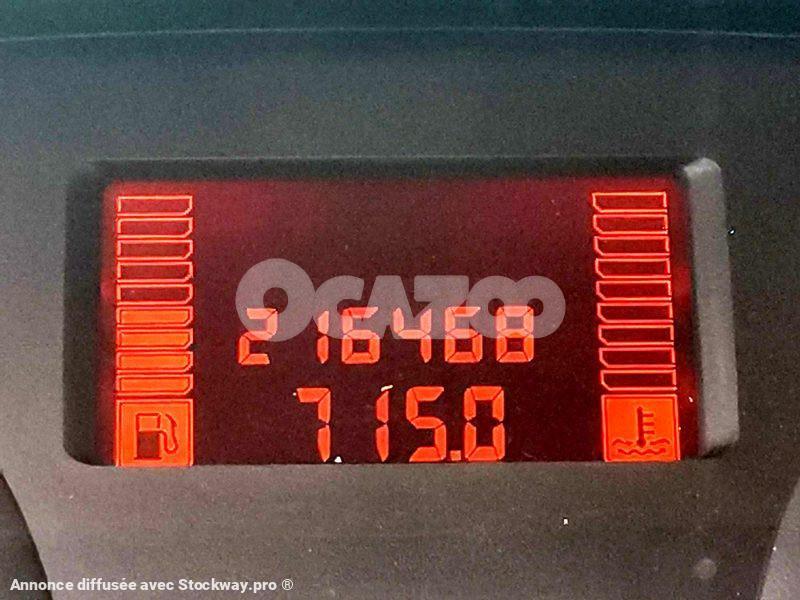 OCAZOO
216468
715.0
Annonce diffusée avec Stockway.pro ®